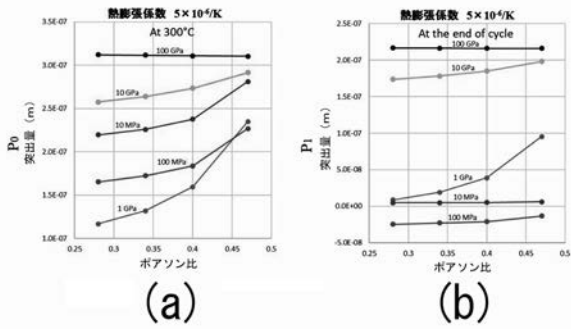 熱膨張係数 5×10⁻⁶/K
At 300℃
3.5E-07
3.0E-07
2.5E-07
2.0E-07
1.5E-07
1.0E-07
P₀
突出量（m）
100 GPa
10 GPa
10 MPa
100 MPa
1 GPa
0.25
0.3
0.35
0.4
0.45
0.5
ポアソン比
(a)
熱膨張係数 5×10⁻⁶/K
At the end of cycle
2.5E-07
2.0E-07
1.5E-07
1.0E-07
5.0E-08
0.0E+00
-5.0E-08
P₁
突出量（m）
100 GPa
10 GPa
1 GPa
10 MPa
100 MPa
0.25
0.3
0.35
0.4
0.45
0.5
ポアソン比
(b)